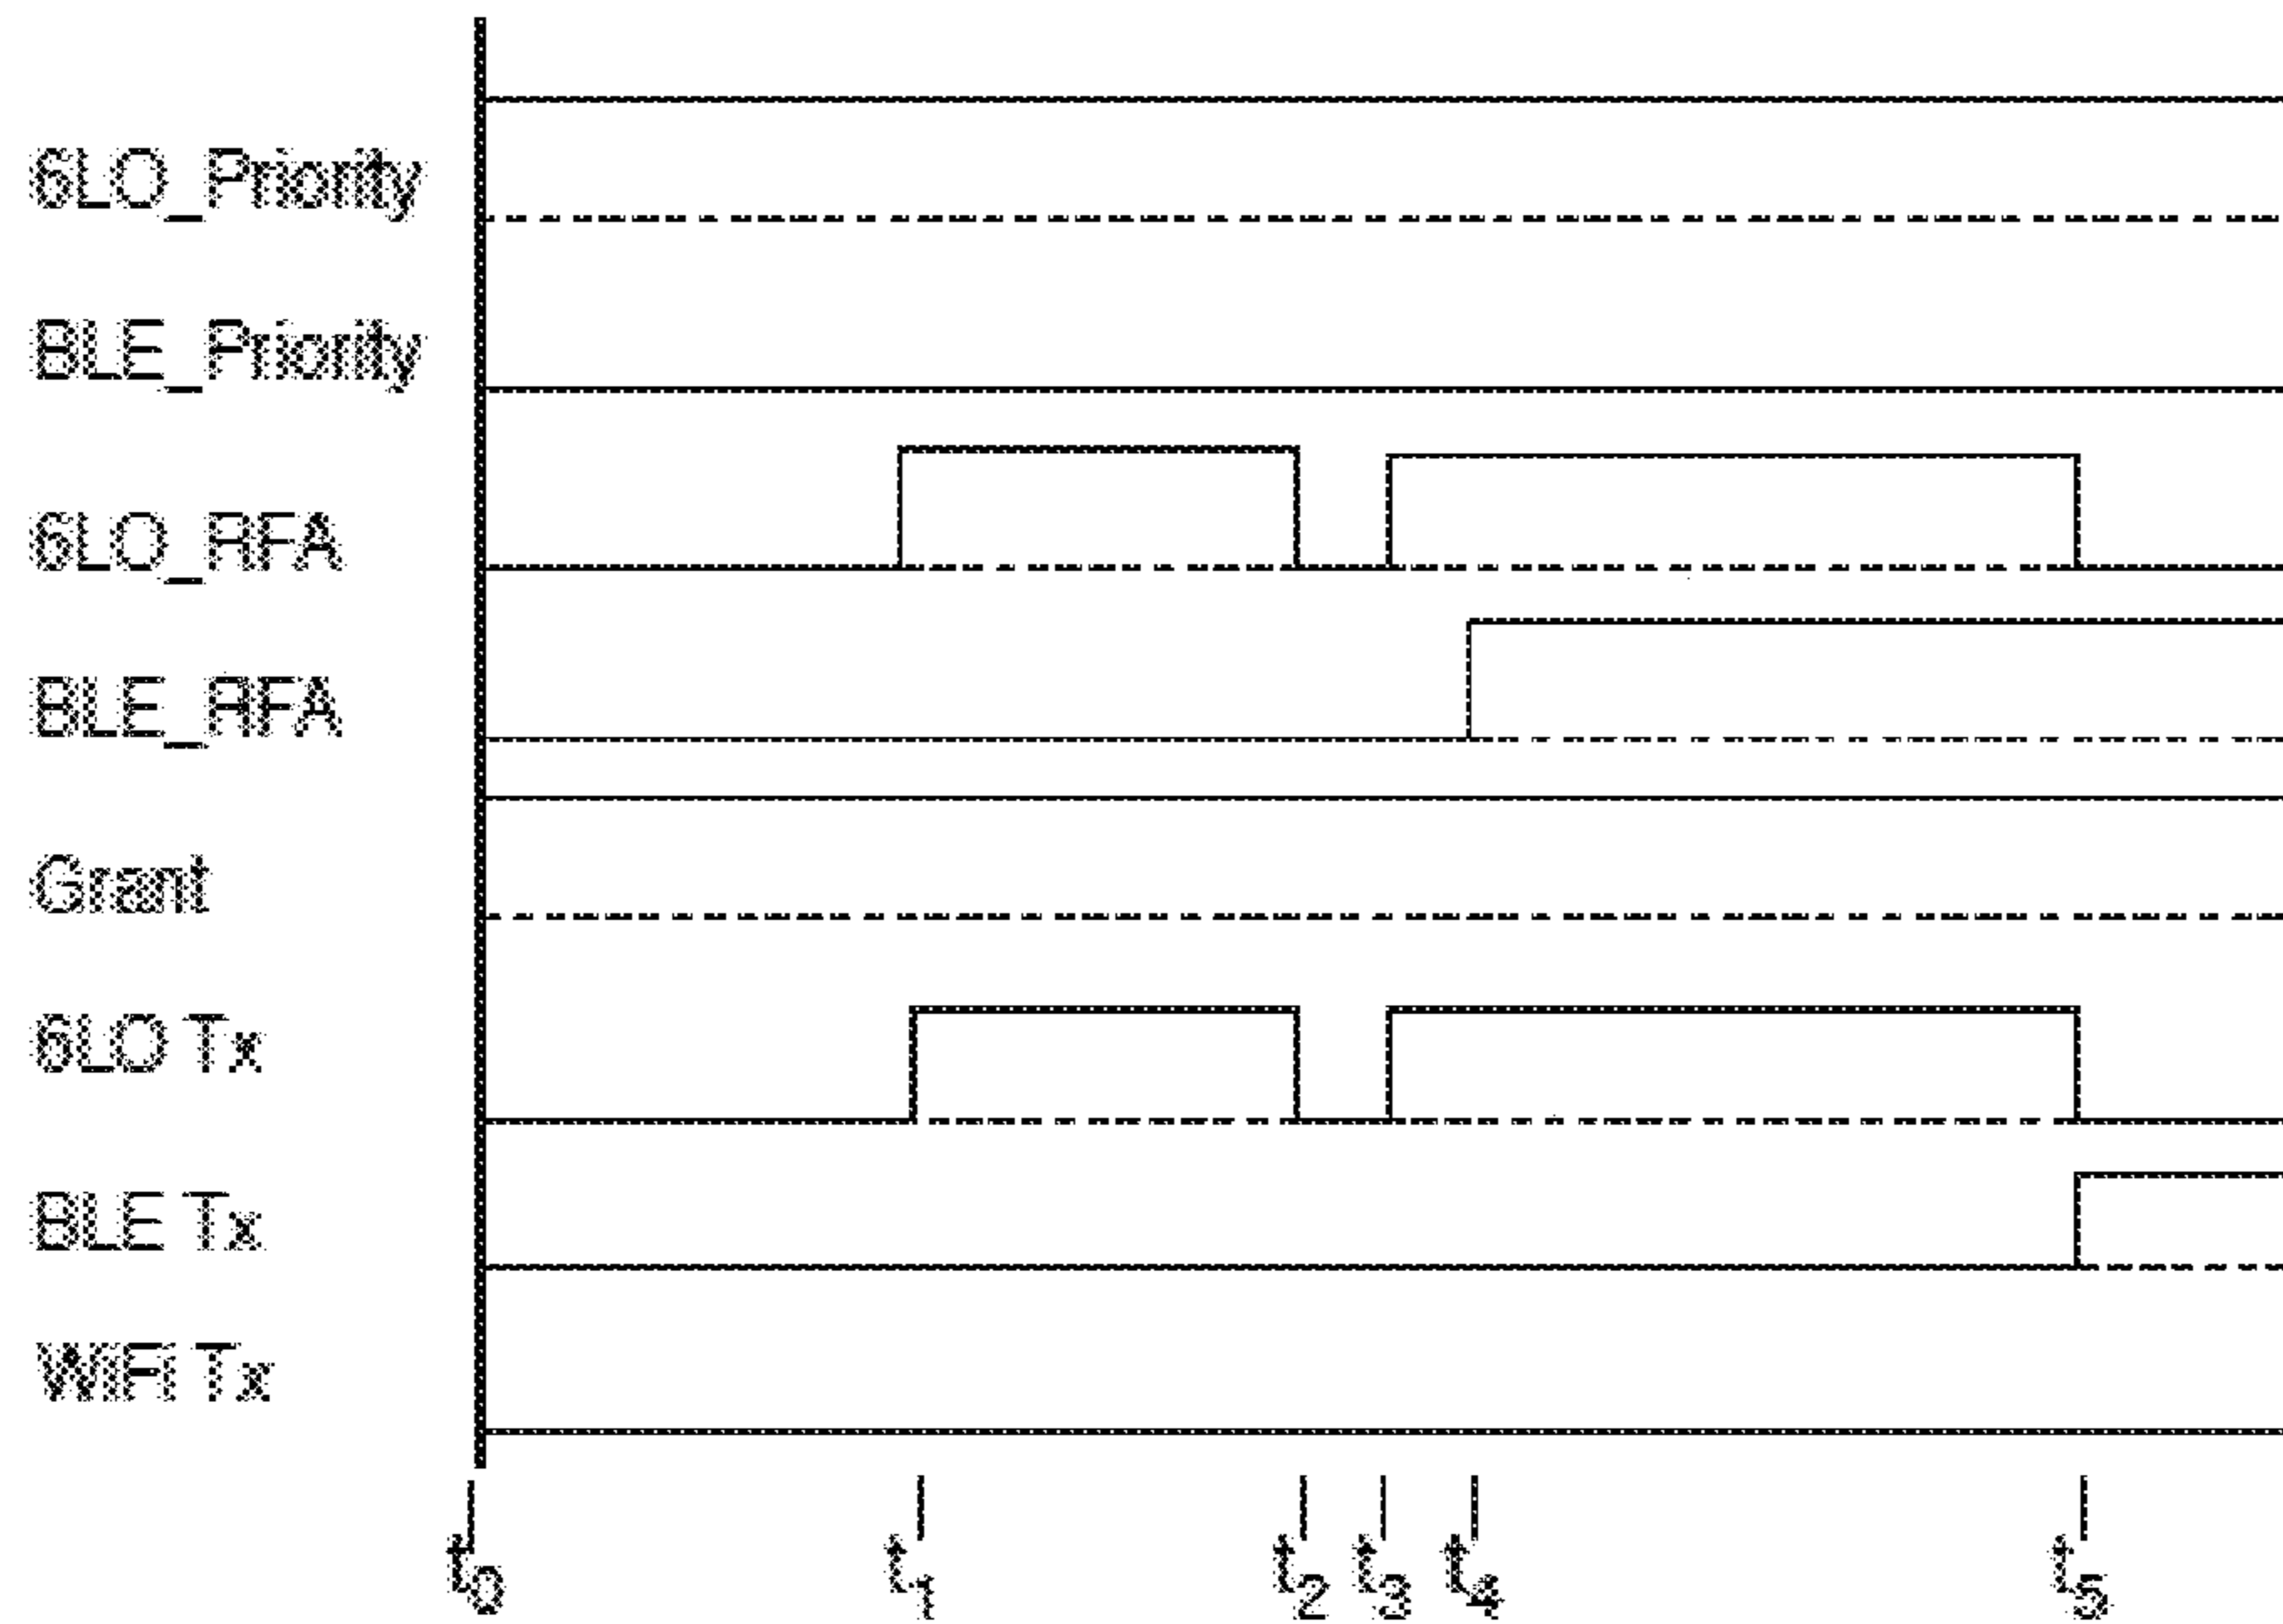 6LO_Priority
BLE_Priority
6LO_RFA
BLE_RFA
Grant
6LO Tx
BLE Tx
WiFi Tx
t0 t1 t2 t3 t4 t5